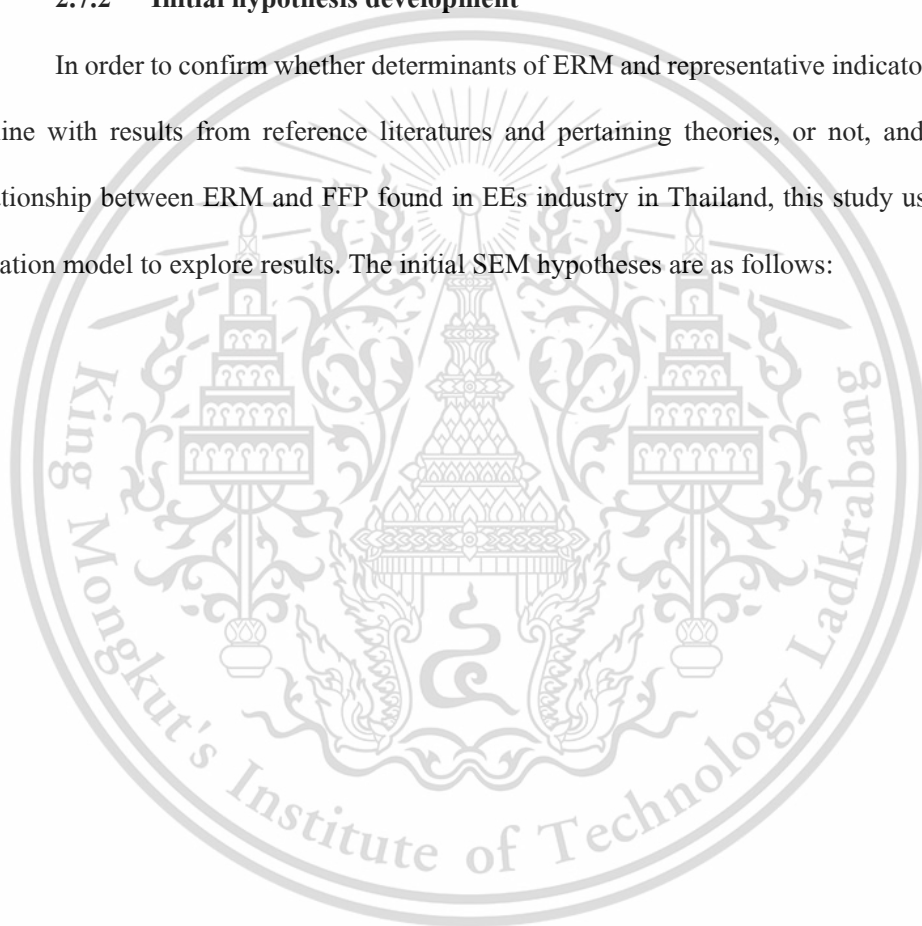 2.7.2 Initial hypothesis development
In order to confirm whether determinants of ERM and representative indicato
line with results from reference literatures and pertaining theories, or not, and
tionship between ERM and FFP found in EEs industry in Thailand, this study us
ation model to explore results. The initial SEM hypotheses are as follows:
King Mongkut's Institute of Technology Ladkrabang